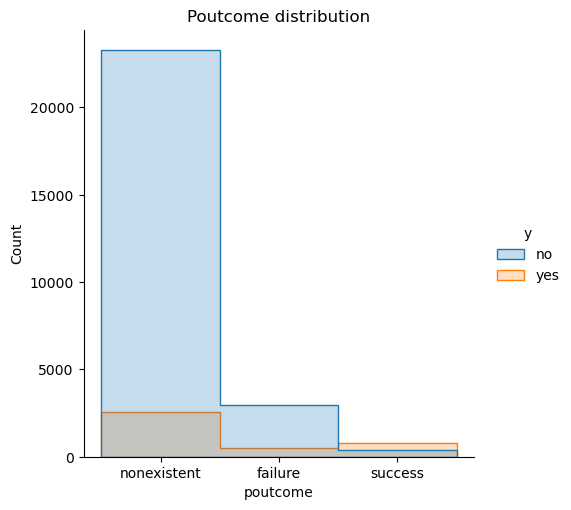 Poutcome distribution
Count
20000
15000
10000
5000
0
nonexistent failure success
poutcome
y
no
yes